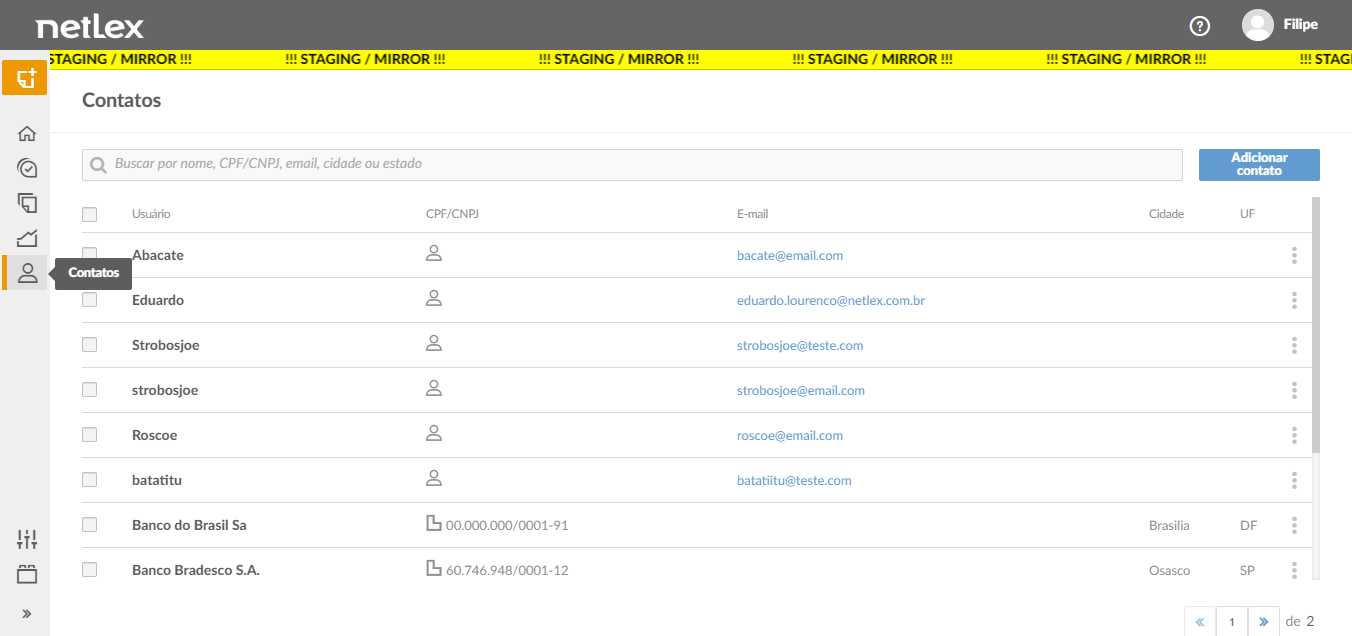 netlex
Filipe
STAGING / MIRROR !!! !!! STAGING / MIRROR !!! !!! STAGING / MIRROR !!! !!! STAGING / MIRROR !!! !!! STAGING / MIRROR !!! !!! STAG
Contatos
Buscar por nome, CPF/CNPJ, email, cidade ou estado
Adicionar
contato
Usuário CPF/CNPJ E-mail Cidade UF
Abacate bacate@email.com
Contatos
Eduardo eduardo.lourenco@netlex.com.br
Strobosjoe strobosjoe@teste.com
strobosjoe strobosjoe@email.com
Roscoe roscoe@email.com
batatitu batatiitu@teste.com
Banco do Brasil Sa 00.000.000/0001-91 Brasilia DF
Banco Bradesco S.A. 60.746.948/0001-12 Osasco SP
« 1 » de 2